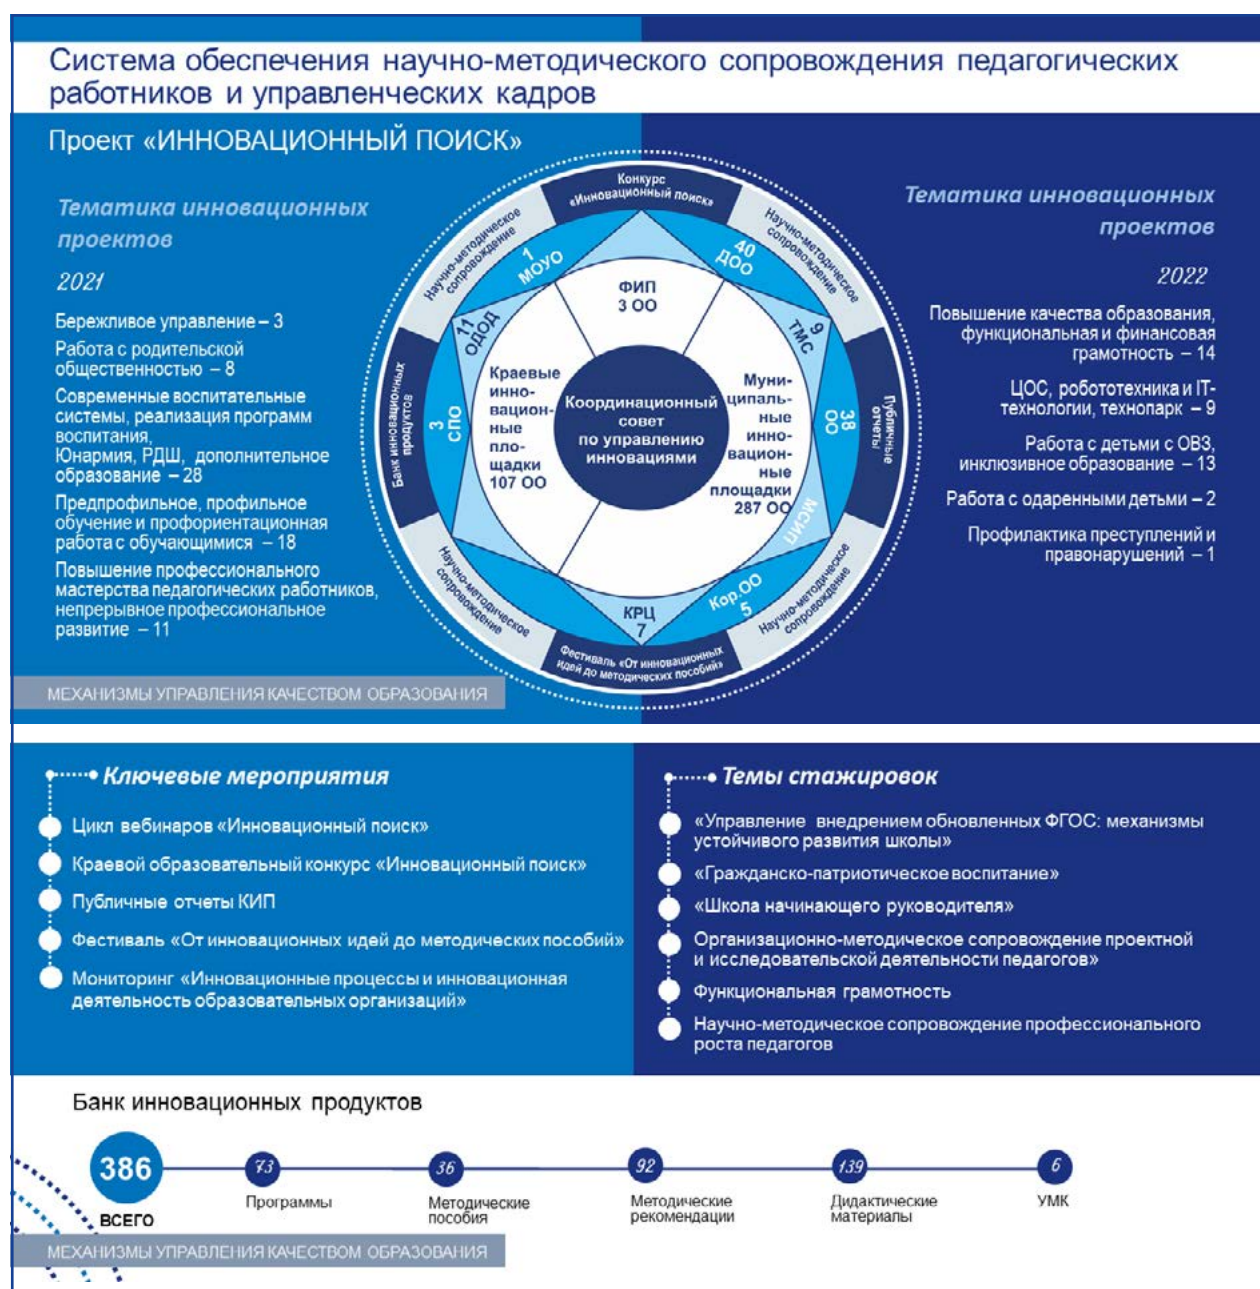 Система обеспечения научно-методического сопровождения педагогических
работников и управленческих кадров
Проект «ИННОВАЦИОННЫЙ ПОИСК»
Тематика инновационных
проектов
2021
Бережливое управление – 3
Работа с родительской
общественностью – 8
Современные воспитательные
системы, реализация программ
воспитания,
Юнармия, РДШ, дополнительное
образование – 28
Предпрофильное, профильное
обучение и профориентационная
работа с обучающимися – 18
Повышение профессионального
мастерства педагогических работников,
непрерывное профессиональное
развитие – 11
Конкурс
«Инновационный поиск»
Научно-методическое
сопровождение
Публичные
отчеты
Научно-методическое
сопровождение
Фестиваль «От инновационных
идей до методических пособий»
Научно-методическое
сопровождение
Банк инновационных
продуктов
Научно-методическое
сопровождение
1
МОУО
40
ДОО
9
ТМС
38
ОО
МСИП
Кор.ОО
5
КРЦ
7
3
СПО
11
ОДОД
ФИП
3 ОО
Краевые
инно-
вацион-
ные
пло-
щадки
107 ОО
Координационный
совет
по управлению
инновациями
Муни-
ципаль-
ные
инно-
вацион-
ные
площадки
287 ОО
Тематика инновационных
проектов
2022
Повышение качества образования,
функциональная и финансовая
грамотность – 14
ЦОС, робототехника и IT-
технологии, технопарк – 9
Работа с детьми с ОВЗ,
инклюзивное образование – 13
Работа с одаренными детьми – 2
Профилактика преступлений и
правонарушений – 1
МЕХАНИЗМЫ УПРАВЛЕНИЯ КАЧЕСТВОМ ОБРАЗОВАНИЯ
Ключевые мероприятия
Цикл вебинаров «Инновационный поиск»
Краевой образовательный конкурс «Инновационный поиск»
Публичные отчеты КИП
Фестиваль «От инновационных идей до методических пособий»
Мониторинг «Инновационные процессы и инновационная
деятельность образовательных организаций»
Темы стажировок
«Управление внедрением обновленных ФГОС: механизмы
устойчивого развития школы»
«Гражданско-патриотическое воспитание»
«Школа начинающего руководителя»
Организационно-методическое сопровождение проектной
и исследовательской деятельности педагогов»
Функциональная грамотность
Научно-методическое сопровождение профессионального
роста педагогов
Банк инновационных продуктов
386
ВСЕГО
73
Программы
36
Методические
пособия
92
Методические
рекомендации
139
Дидактические
материалы
6
УМК
МЕХАНИЗМЫ УПРАВЛЕНИЯ КАЧЕСТВОМ ОБРАЗОВАНИЯ